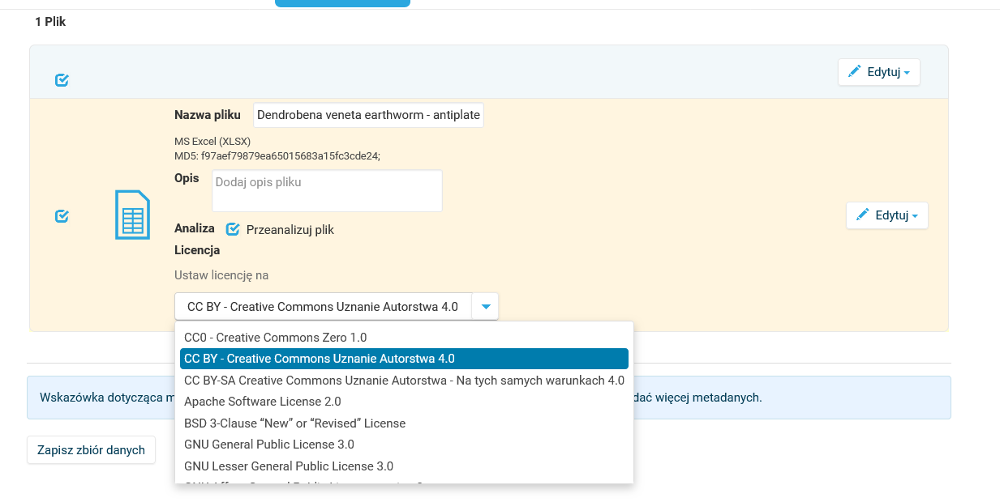 1 Plik
Edytuj
Nazwa pliku Dendrobena veneta earthworm - antiplate
MS Excel (XLSX)
MD5: f97aef79879ea65015683a15fc3cde24;
Opis Dodaj opis pliku
Edytuj
Analiza Przeanalizuj plik
Licencja
Ustaw licencję na
CC BY - Creative Commons Uznanie Autorstwa 4.0
CC0 - Creative Commons Zero 1.0
CC BY - Creative Commons Uznanie Autorstwa 4.0
CC BY-SA Creative Commons Uznanie Autorstwa - Na tych samych warunkach 4.0
Wskazówka dotycząca dać więcej metadanych.
Apache Software License 2.0
BSD 3-Clause “New” or “Revised” License
GNU General Public License 3.0
Zapisz zbiór danych
GNU Lesser General Public License 3.0